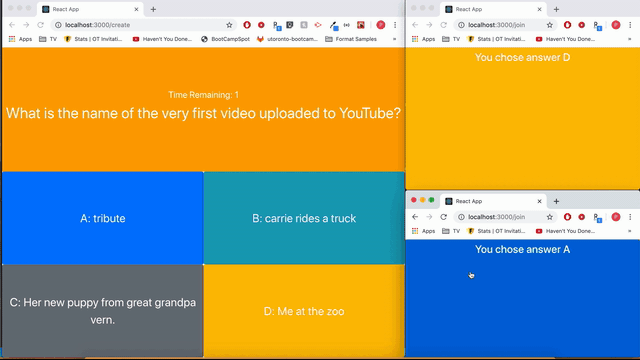 React App
localhost:3000/create
Apps
TV
Stats | GT Invitati...
Haven't You Done...
BootCampSpot
utoronto-bootcam...
Format Samples
»
Time Remaining: 1
What is the name of the very first video uploaded to YouTube?
A: tribute
B: carrie rides a truck
C: Her new puppy from great grandpa
vern.
D: Me at the zoo
React App
localhost:3000/join
Apps
TV
Stats | GT Invitati...
Haven't You Done...
»
You chose answer D
React App
localhost:3000/join
Apps
TV
Stats | GT Invitati...
Haven't You Done...
»
You chose answer A